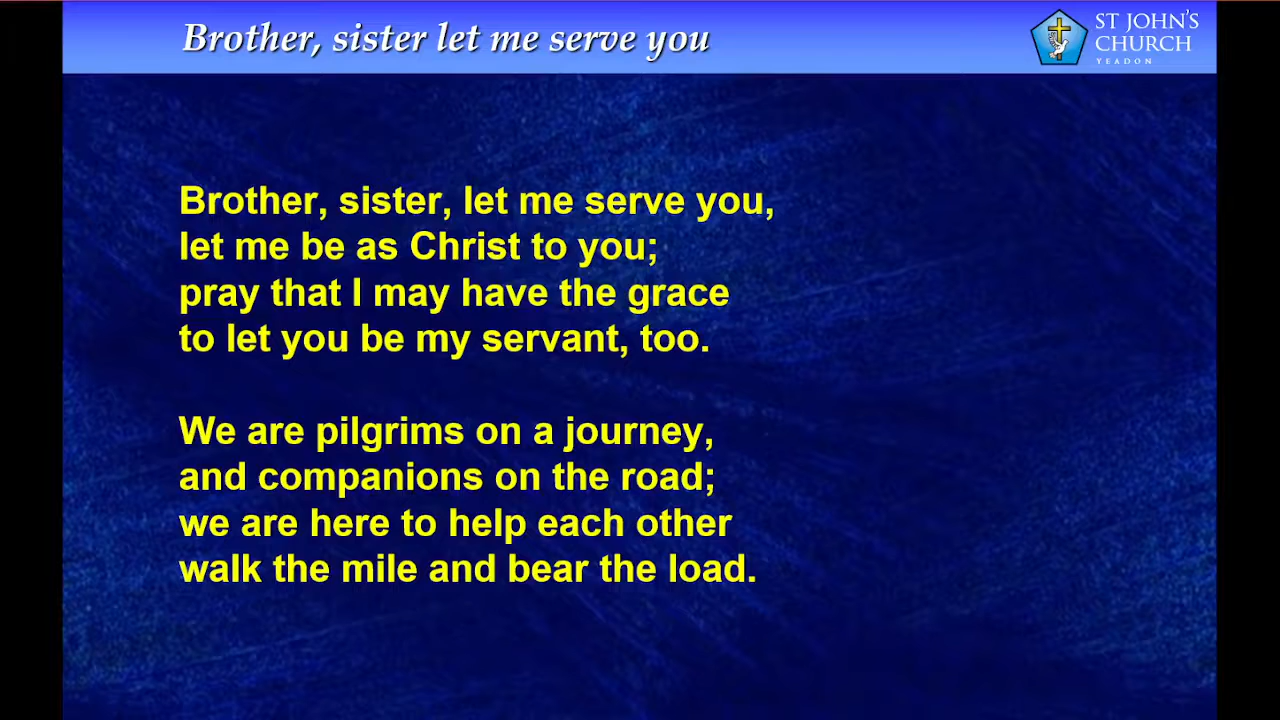 Brother, sister let me serve you
ST JOHN'S
CHURCH
YEADON
Brother, sister, let me serve you,
let me be as Christ to you;
pray that I may have the grace
to let you be my servant, too.
We are pilgrims on a journey,
and companions on the road;
we are here to help each other
walk the mile and bear the load.